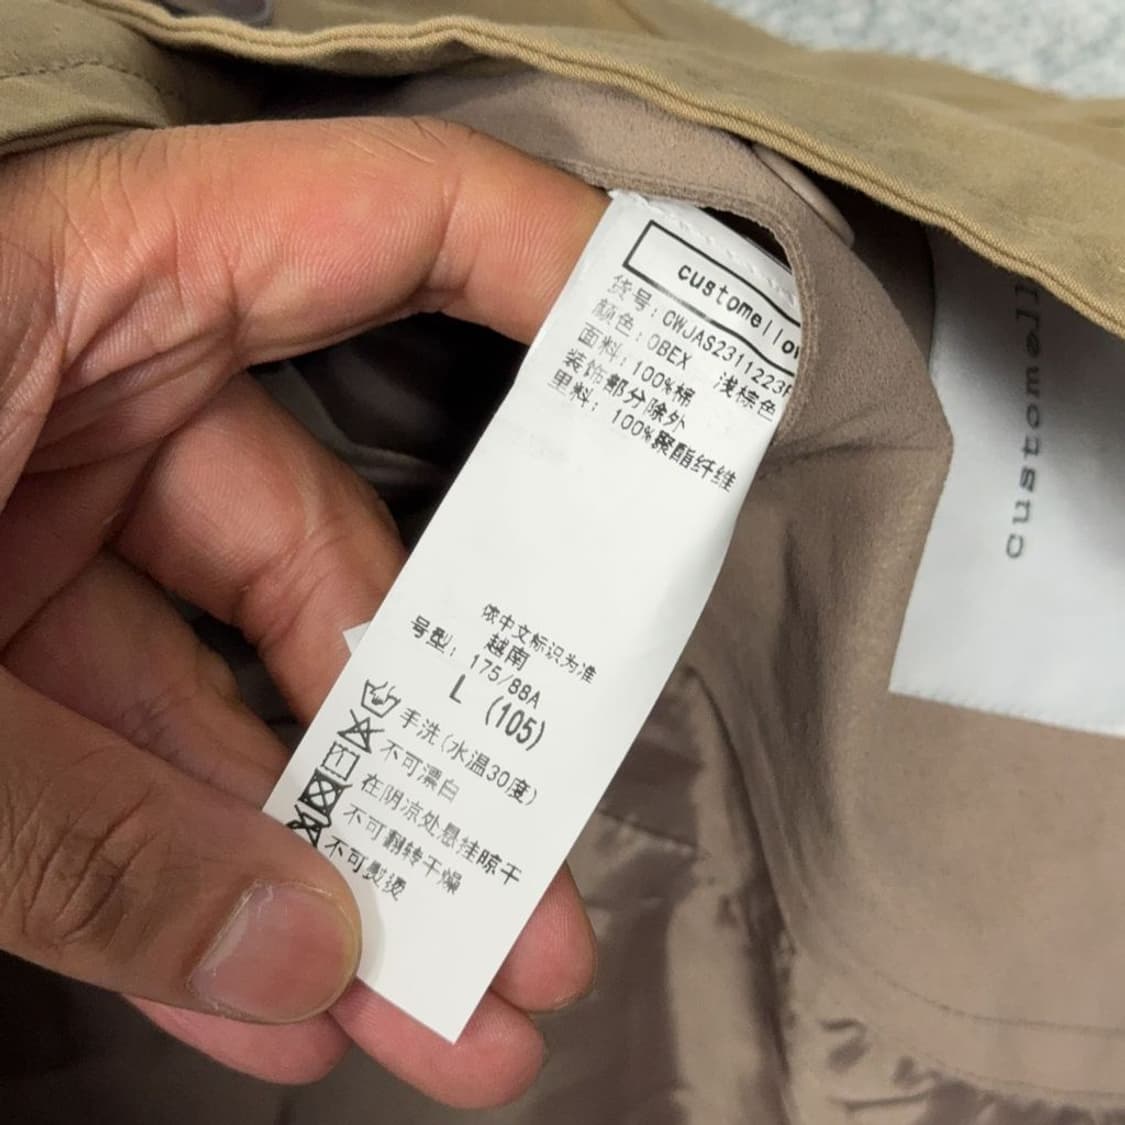 customellow
货号: CWJAS2311223
颜色: OBEX 浅棕色
面料: 100%棉
装饰部分除外
里料: 100%聚酯纤维
依中文标识为准
越南
号型: 175/88A
L (105)
手洗(水温30度)
不可漂白
在阴凉处悬挂晾干
不可翻转干燥
不可熨烫
customell